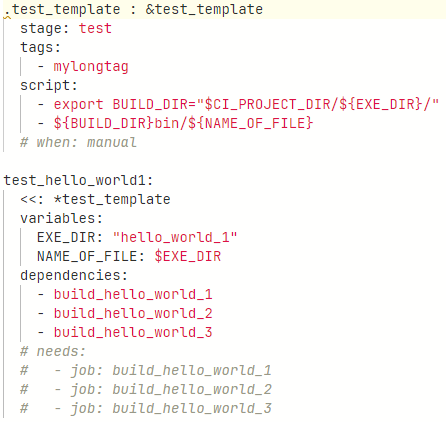 .test_template : &test_template
  stage: test
  tags:
    - mylongtag
  script:
    - export BUILD_DIR="$CI_PROJECT_DIR/${EXE_DIR}/"
    - ${BUILD_DIR}bin/${NAME_OF_FILE}
  # when: manual

test_hello_world1:
  <<: *test_template
  variables:
    EXE_DIR: "hello_world_1"
    NAME_OF_FILE: $EXE_DIR
  dependencies:
    - build_hello_world_1
    - build_hello_world_2
    - build_hello_world_3
  # needs:
  #   - job: build_hello_world_1
  #   - job: build_hello_world_2
  #   - job: build_hello_world_3